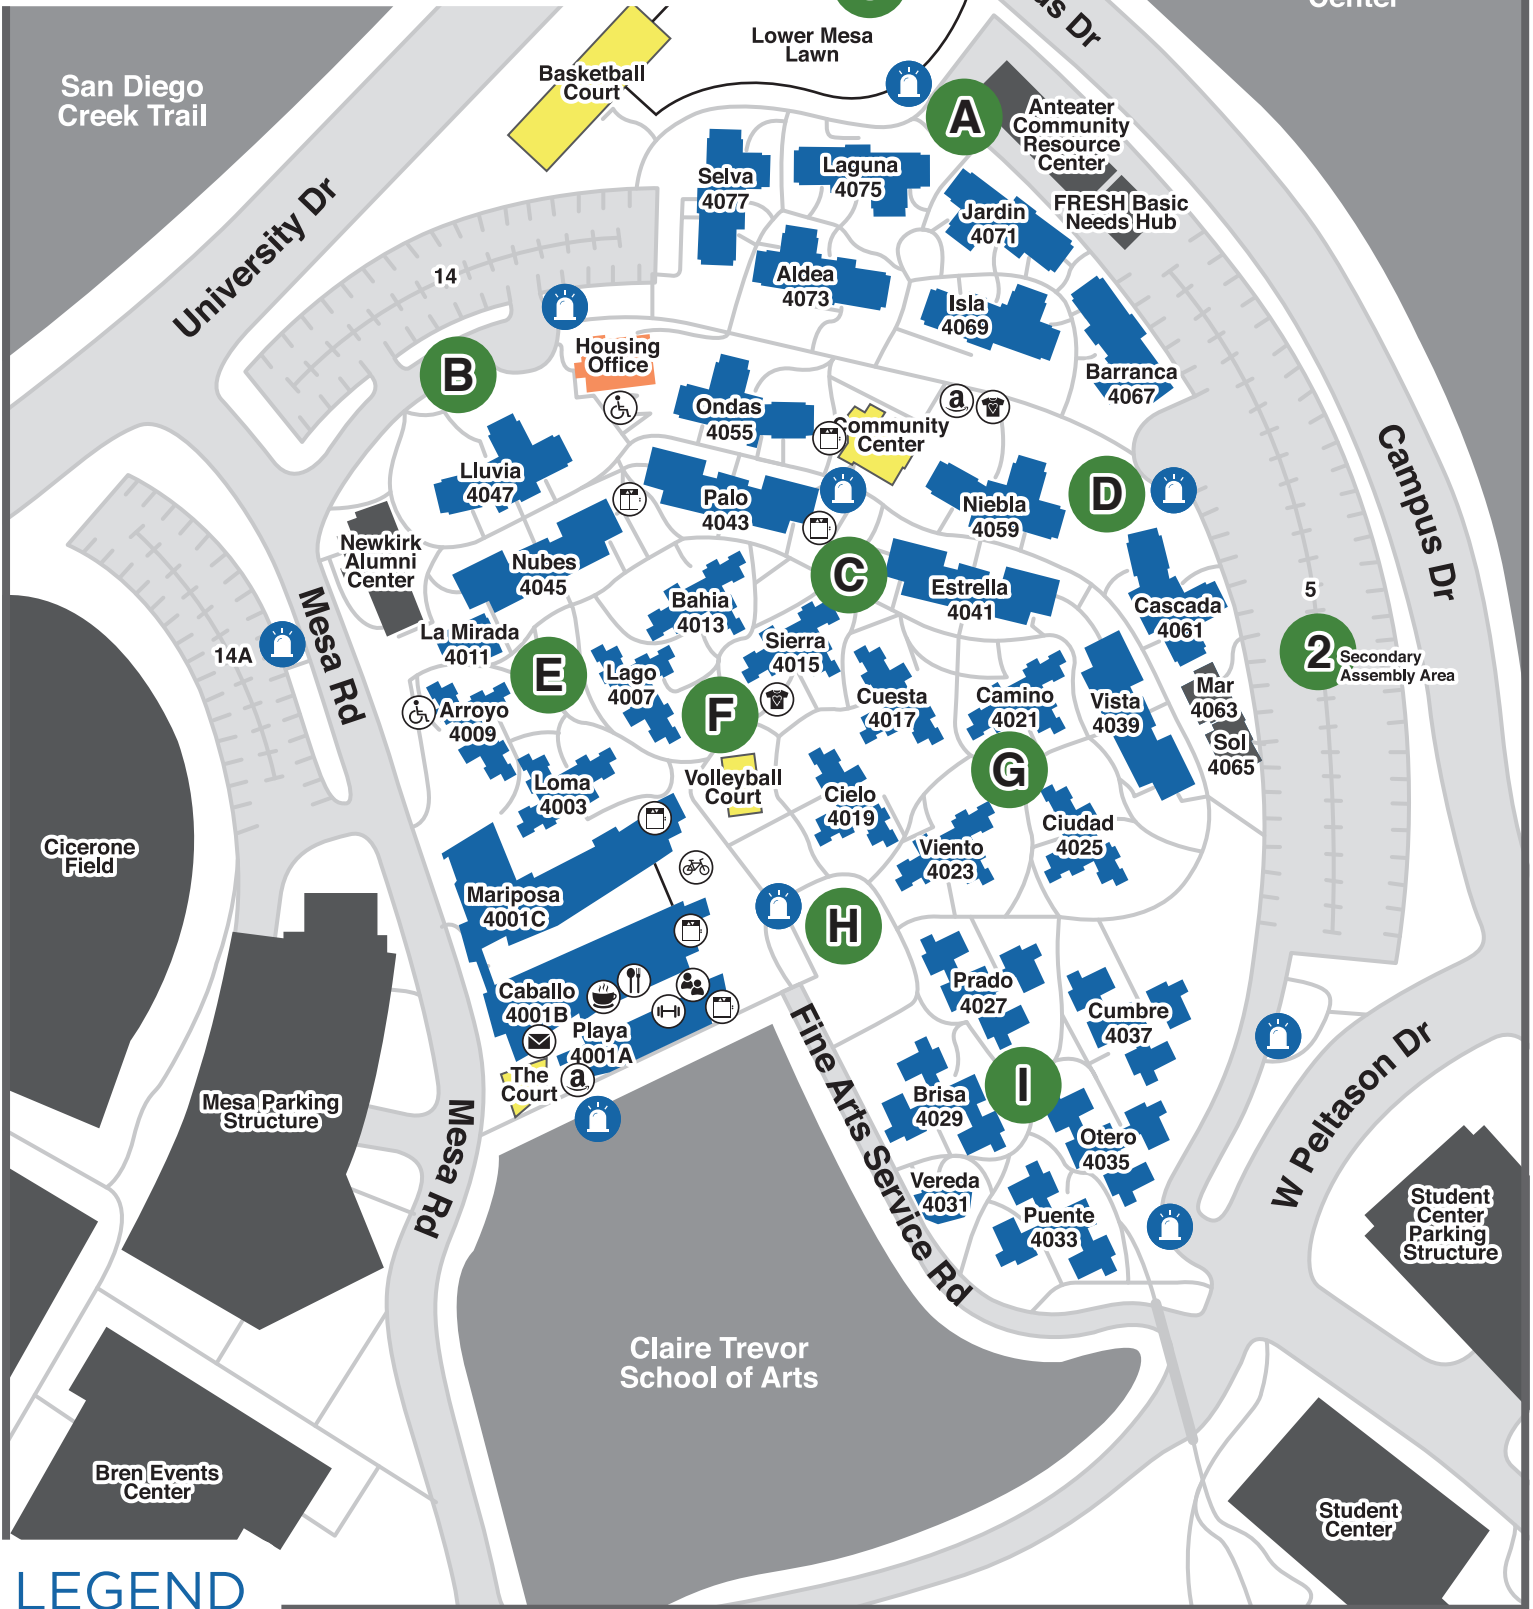 Center
us Dr
Lower Mesa
Lawn
San Diego
Creek Trail
Basketball
Court
A
Anteater
Community
Resource
Center
Selva
4077
Laguna
4075
Jardin
4071
FRESH Basic
Needs Hub
University Dr
14
Aldea
4073
Isla
4069
Housing
Office
B
Barranca
4067
Ondas
4055
a
Community
Center
Campus Dr
Lluvia
4047
Palo
4043
Niebla
4059
D
Newkirk
Alumni
Center
Nubes
4045
C
Estrella
4041
5
Cascada
4061
Bahia
4013
La Mirada
4011
Sierra
4015
14A
Mesa Rd
E
Lago
4007
2
Secondary
Assembly Area
Arroyo
4009
F
Cuesta
4017
Camino
4021
Vista
4039
Mar
4063
Sol
4065
Loma
4003
Volleyball
Court
G
Cielo
4019
Ciudad
4025
Viento
4023
Cicerone
Field
Mariposa
4001C
H
Caballo
4001B
Prado
4027
Cumbre
4037
Playa
4001A
The
Court
a
Fine Arts Service Rd
W Peltason Dr
Mesa Parking
Structure
I
Brisa
4029
Mesa Rd
Otero
4035
Vereda
4031
Puente
4033
Student
Center
Parking
Structure
Claire Trevor
School of Arts
Bren Events
Center
Student
Center
LEGEND